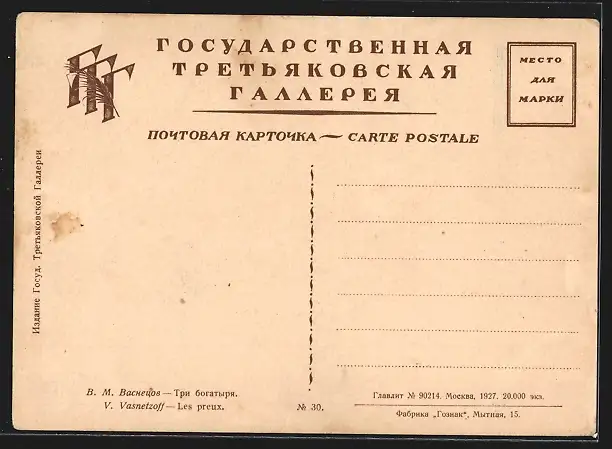 ГТГ
ГОСУДАРСТВЕННАЯ
ТРЕТЬЯКОВСКАЯ
ГАЛЛЕРЕЯ
МЕСТО
ДЛЯ
МАРКИ
ПОЧТОВАЯ КАРТОЧКА — CARTE POSTALE
Издание Госуд. Третьяковской Галлереи
В. М. Васнецов — Три богатыря.
V. Vasnetzoff — Les preux.
№ 30.
Главлит № 90214. Москва, 1927. 20.000 экз.
Фабрика „Гознак", Мытная, 15.